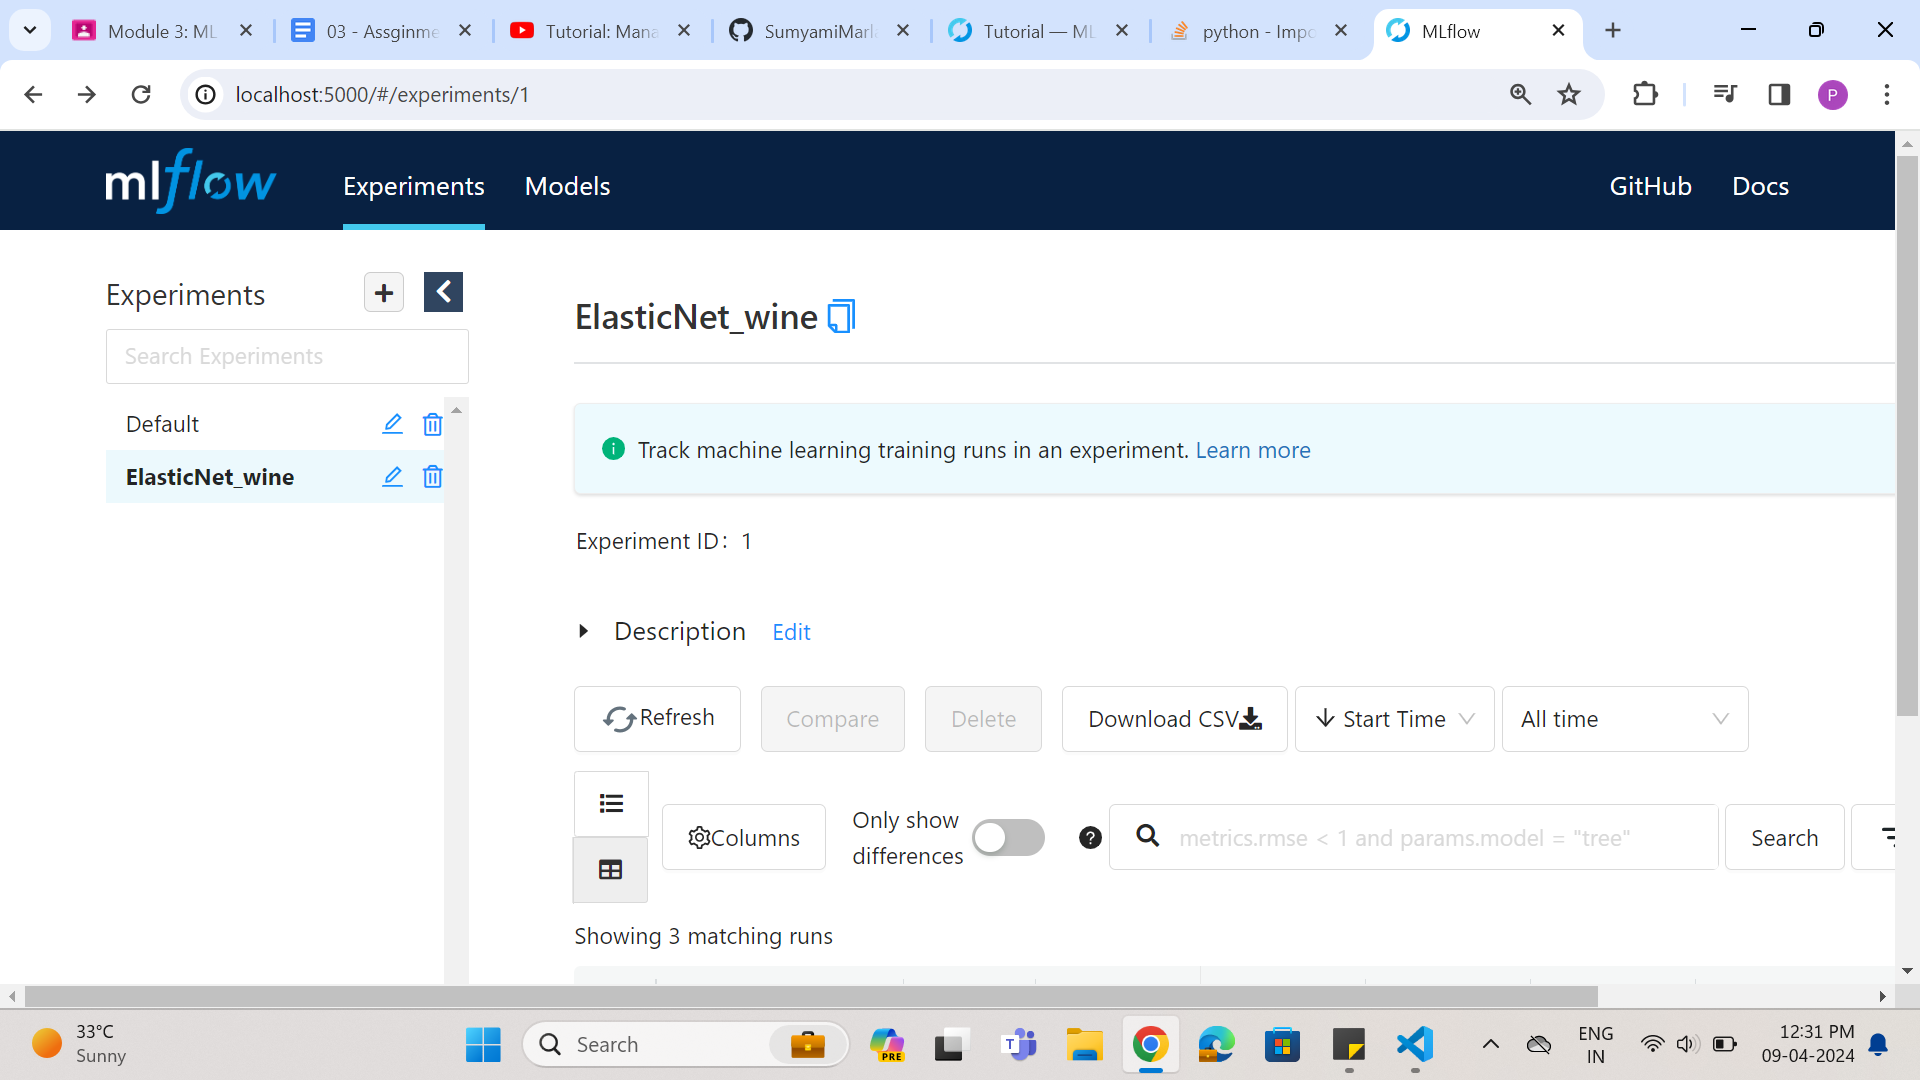 Module 3: ML
03 - Assginme
Tutorial: Mana
SumyamiMarla
Tutorial — ML
python - Impo
MLflow
localhost:5000/#/experiments/1
P
mlflow
Experiments
Models
GitHub
Docs
Experiments
Search Experiments
Default
ElasticNet_wine
ElasticNet_wine
Track machine learning training runs in an experiment. Learn more
Experiment ID: 1
Description Edit
Refresh
Compare
Delete
Download CSV
Start Time
All time
Columns
Only show
differences
metrics.rmse < 1 and params.model = "tree"
Search
Showing 3 matching runs
33°C
Sunny
Search
PRE
T
ENG
IN
12:31 PM
09-04-2024